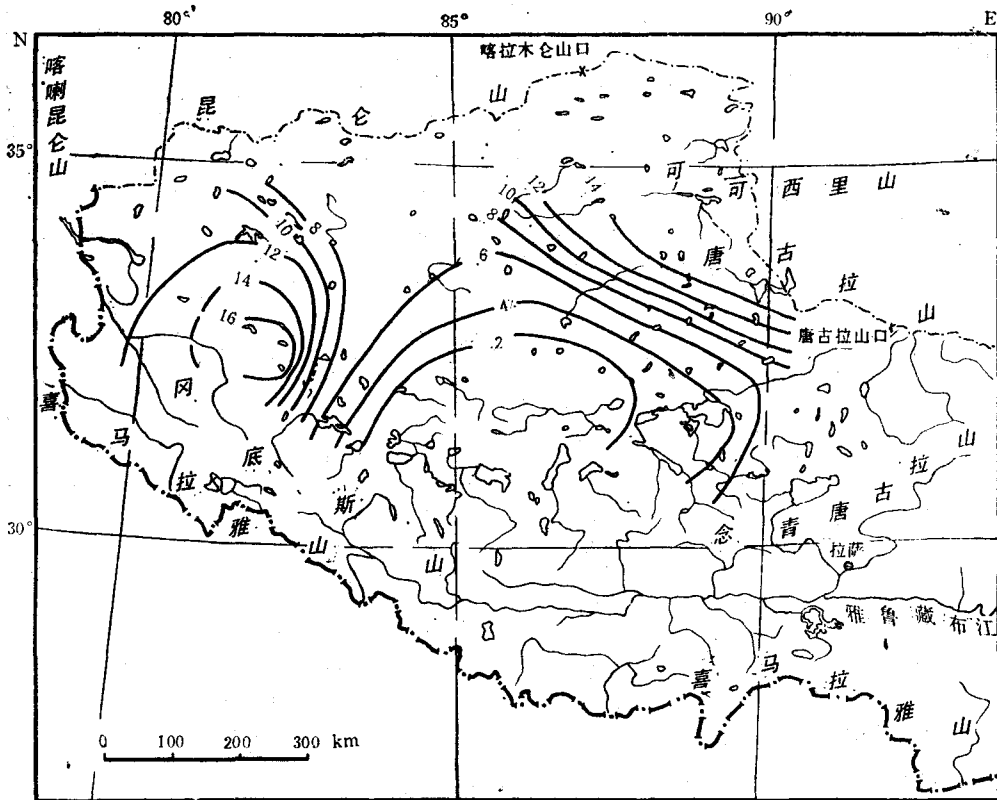 80°
85°
90°
E
N
喀拉木仑山口
喀喇昆仑山
昆仑山
35°
可可西里山
10
12
14
8
10
8
12
6
唐古拉山
14
16
4
2
唐古拉山口
冈底斯山
喜马拉雅山
念青唐古拉山
30°
拉萨
雅鲁藏布江
喜马拉雅山
0 100 200 300 km